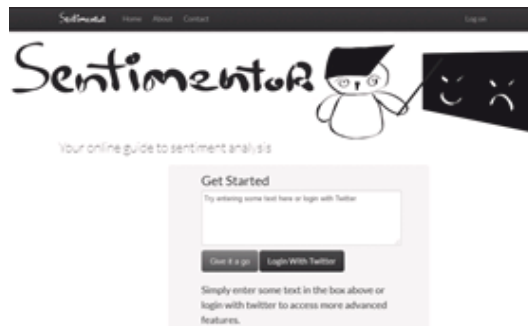 Sentimentor Home About Contact Log on
SentimentoR
Your online guide to sentiment analysis
Get Started
Try entering some text here or login with Twitter
Give it a go Login With Twitter
Simply enter some text in the box above or
login with twitter to access more advanced
features.